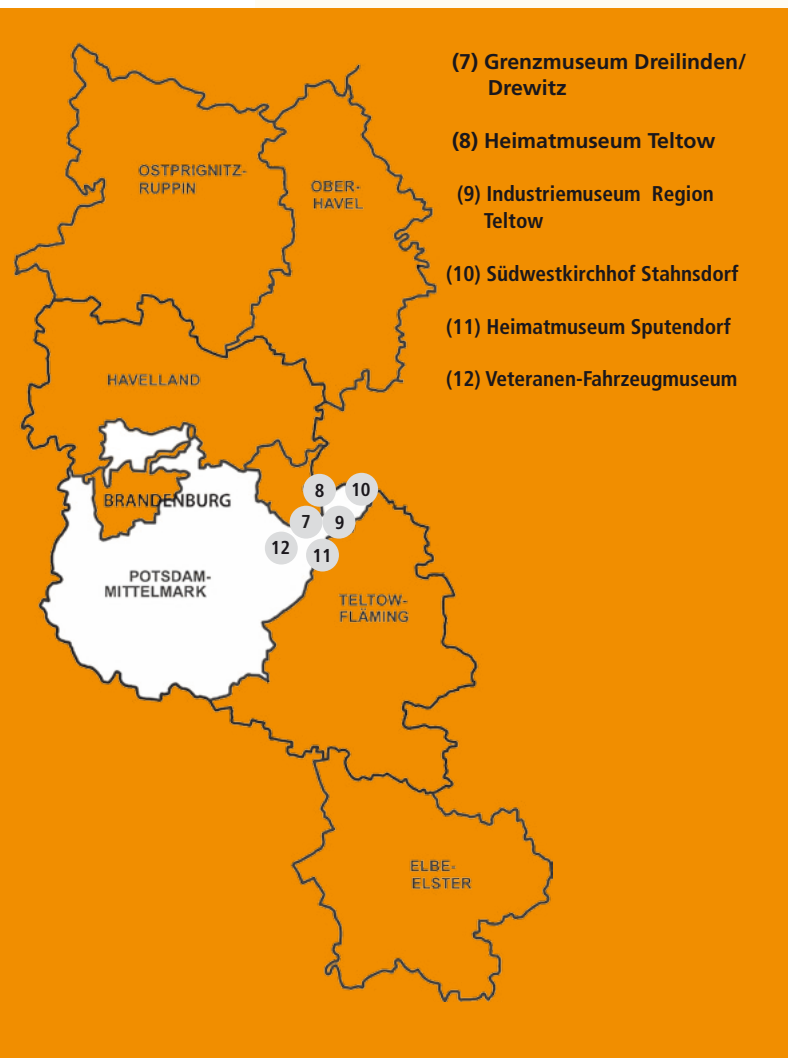 (7) Grenzmuseum Dreilinden/
Drewitz
(8) Heimatmuseum Teltow
(9) Industriemuseum Region
Teltow
(10) Südwestkirchhof Stahnsdorf
(11) Heimatmuseum Sputendorf
(12) Veteranen-Fahrzeugmuseum
OSTPRIGNITZ-
RUPPIN
OBER-
HAVEL
HAVELLAND
BRANDENBURG
8
10
7
9
12
11
POTSDAM-
MITTELMARK
TELTOW-
FLÄMING
ELBE-
ELSTER